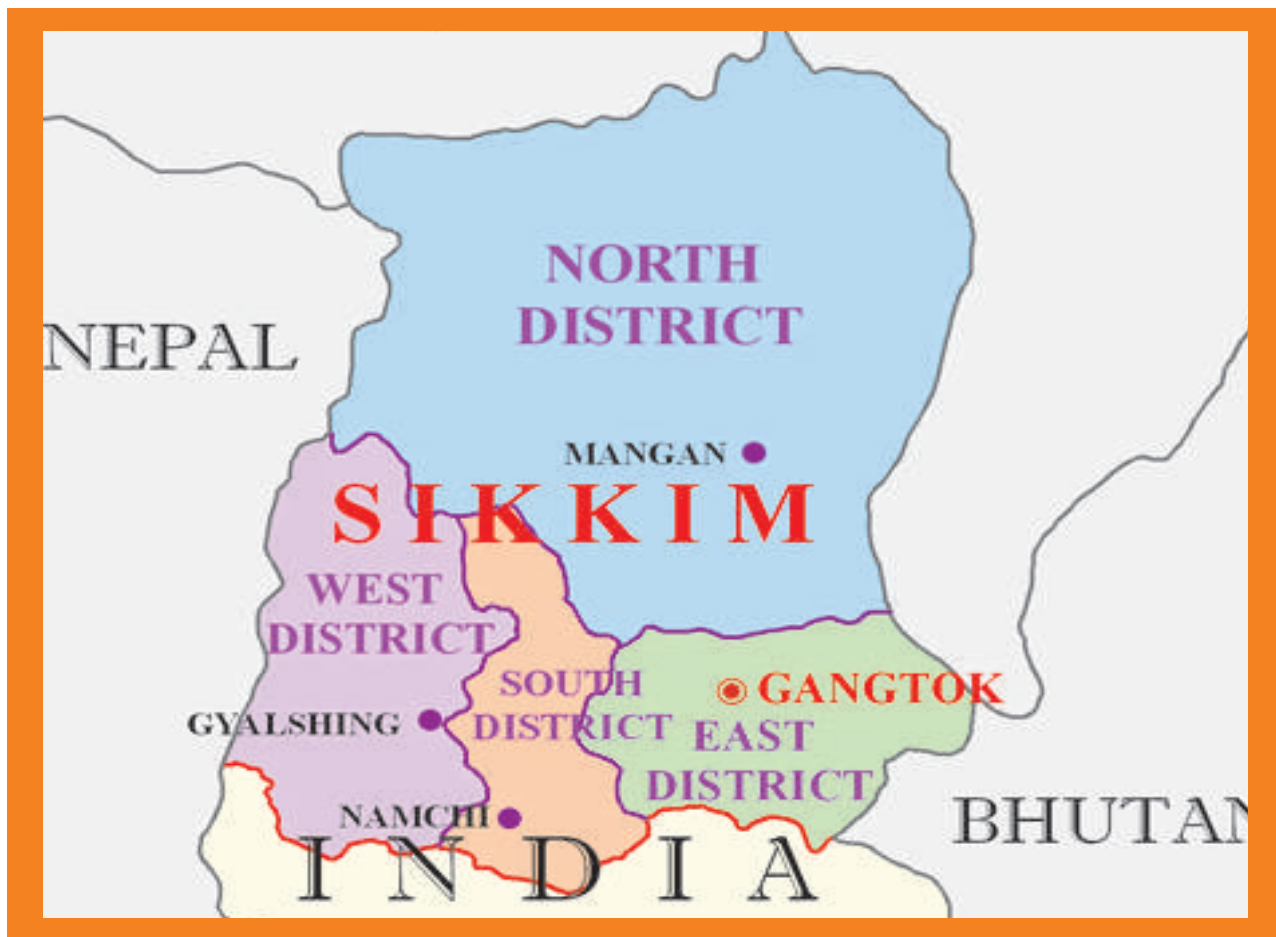 NORTH
DISTRICT
NEPAL
MANGAN
SIKKIM
WEST
DISTRICT
SOUTH
DISTRICT
GANGTOK
EAST
DISTRICT
GYALSHING
NAMCHI
BHUTAN
INDIA